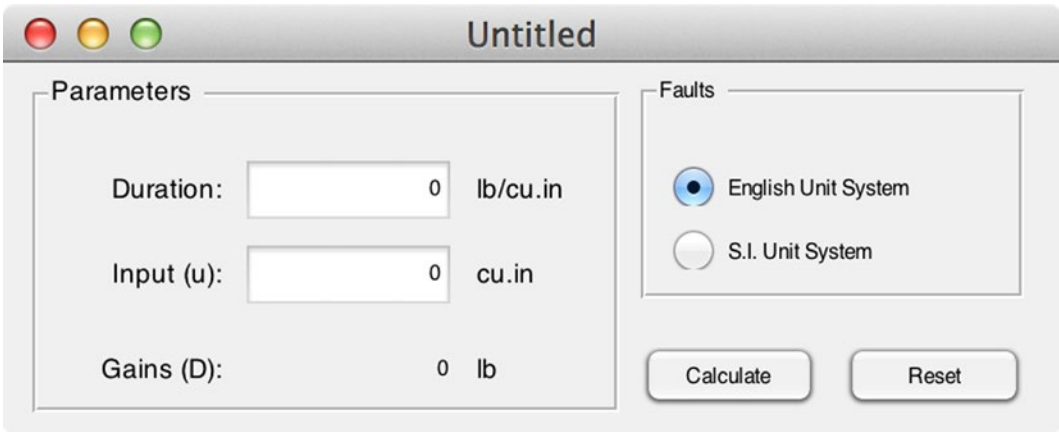 Untitled
Parameters
Duration: 0 lb/cu.in
Input (u): 0 cu.in
Gains (D): 0 lb
Faults
English Unit System
S.I. Unit System
Calculate Reset